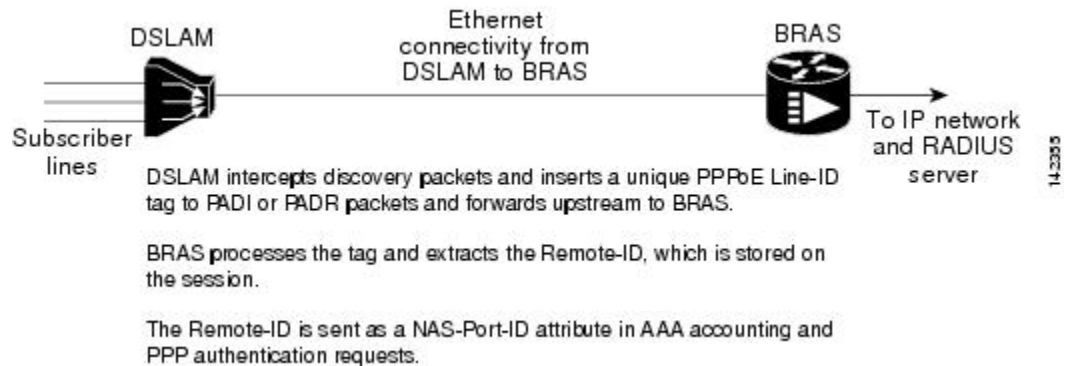 DSLAM
Ethernet
connectivity from
DSLAM to BRAS
BRAS
Subscriber
lines
To IP network
and RADIUS
server
142355
DSLAM intercepts discovery packets and inserts a unique PPPoE Line-ID
tag to PADI or PADR packets and forwards upstream to BRAS.
BRAS processes the tag and extracts the Remote-ID, which is stored on
the session.
The Remote-ID is sent as a NAS-Port-ID attribute in AAA accounting and
PPP authentication requests.